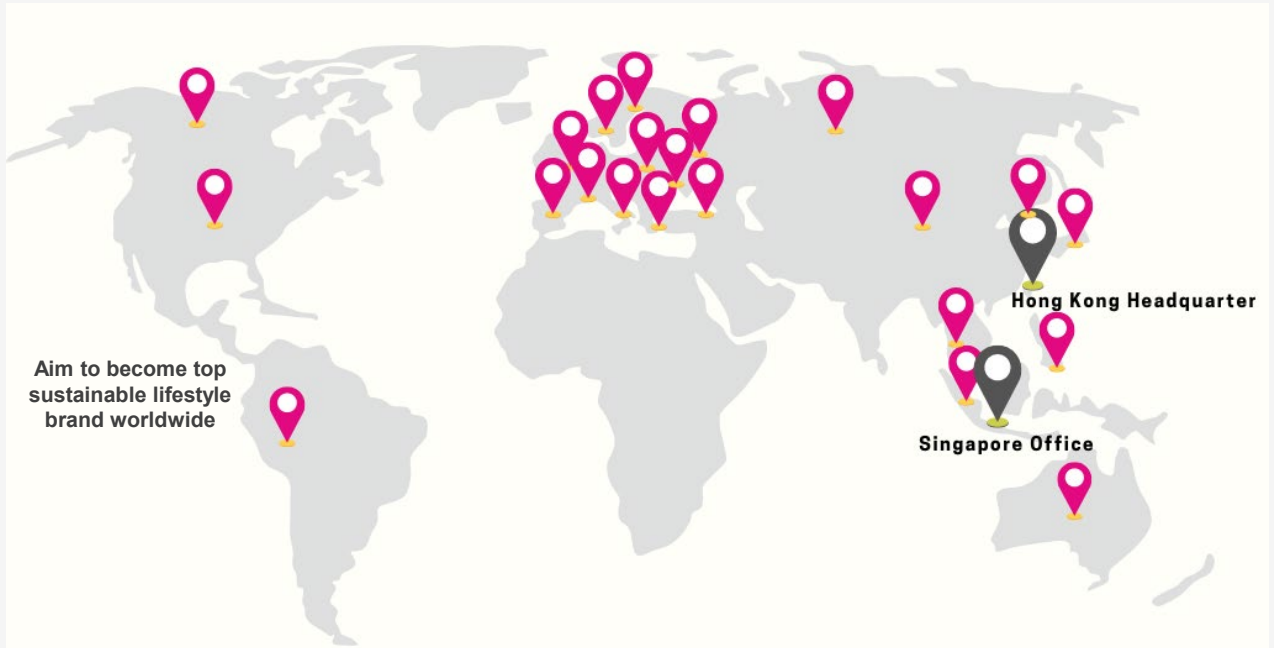 Hong Kong Headquarter
Aim to become top
sustainable lifestyle
brand worldwide
Singapore Office